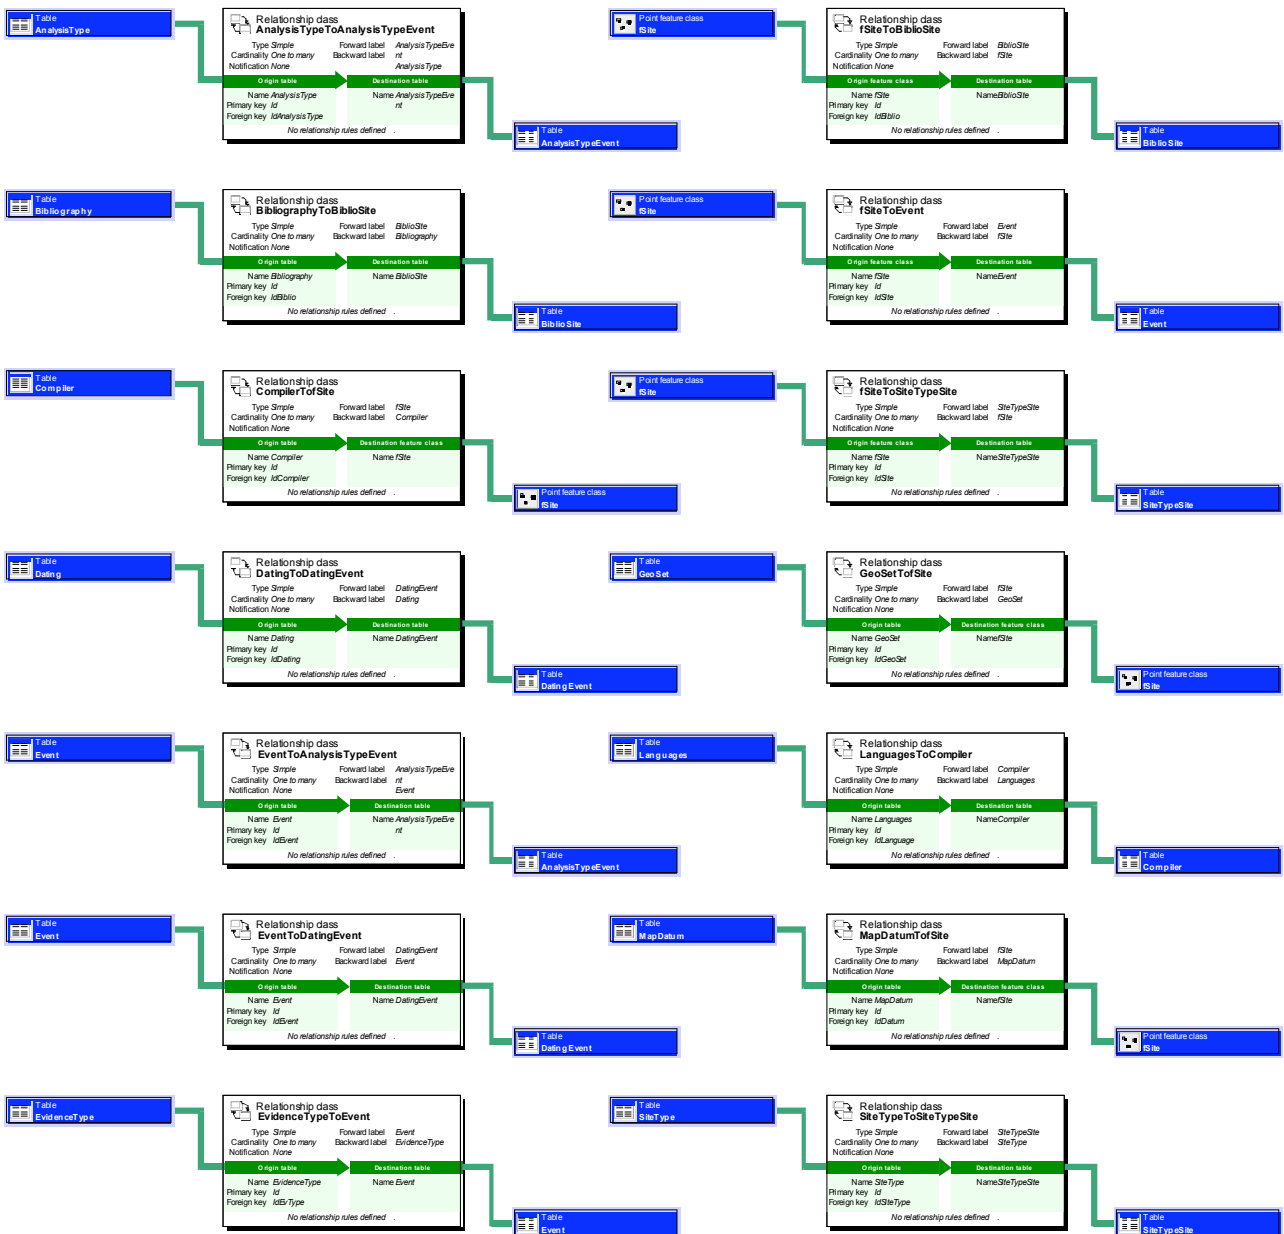 Table
AnalysisType
Relationship class
AnalysisTypeToAnalysisTypeEvent
Type Simple Forward label AnalysisTypeEve
Cardinality One to many Backward label nt
Notification None AnalysisType
Origin table Destination table
Name AnalysisType Name AnalysisTypeEve
Primary key Id nt
Foreign key IdAnalysisType
No relationship rules defined .
Table
AnalysisTypeEvent
Point feature class
fSite
Relationship class
fSiteToBiblioSite
Type Simple Forward label BiblioSite
Cardinality One to many Backward label fSite
Notification None
Origin feature class Destination table
Name fSite Name BiblioSite
Primary key Id
Foreign key IdBiblio
No relationship rules defined .
Table
BiblioSite
Table
Bibliography
Relationship class
BibliographyToBiblioSite
Type Simple Forward label BiblioSite
Cardinality One to many Backward label Bibliography
Notification None
Origin table Destination table
Name Bibliography Name BiblioSite
Primary key Id
Foreign key IdBiblio
No relationship rules defined .
Table
BiblioSite
Point feature class
fSite
Relationship class
fSiteToEvent
Type Simple Forward label Event
Cardinality One to many Backward label fSite
Notification None
Origin feature class Destination table
Name fSite Name Event
Primary key Id
Foreign key IdSite
No relationship rules defined .
Table
Event
Table
Compiler
Relationship class
CompilerTofSite
Type Simple Forward label fSite
Cardinality One to many Backward label Compiler
Notification None
Origin table Destination feature class
Name Compiler Name fSite
Primary key Id
Foreign key IdCompiler
No relationship rules defined .
Point feature class
fSite
Point feature class
fSite
Relationship class
fSiteToSiteTypeSite
Type Simple Forward label SiteTypeSite
Cardinality One to many Backward label fSite
Notification None
Origin feature class Destination table
Name fSite Name SiteTypeSite
Primary key Id
Foreign key IdSite
No relationship rules defined .
Table
SiteTypeSite
Table
Dating
Relationship class
DatingToDatingEvent
Type Simple Forward label DatingEvent
Cardinality One to many Backward label Dating
Notification None
Origin table Destination table
Name Dating Name DatingEvent
Primary key Id
Foreign key IdDating
No relationship rules defined .
Table
DatingEvent
Table
GeoSet
Relationship class
GeoSetTofSite
Type Simple Forward label fSite
Cardinality One to many Backward label GeoSet
Notification None
Origin table Destination feature class
Name GeoSet Name fSite
Primary key Id
Foreign key IdGeoSet
No relationship rules defined .
Point feature class
fSite
Table
Event
Relationship class
EventToAnalysisTypeEvent
Type Simple Forward label AnalysisTypeEve
Cardinality One to many Backward label nt
Notification None Event
Origin table Destination table
Name Event Name AnalysisTypeEve
Primary key Id nt
Foreign key IdEvent
No relationship rules defined .
Table
AnalysisTypeEvent
Table
Languages
Relationship class
LanguagesToCompiler
Type Simple Forward label Compiler
Cardinality One to many Backward label Languages
Notification None
Origin table Destination table
Name Languages Name Compiler
Primary key Id
Foreign key IdLanguage
No relationship rules defined .
Table
Compiler
Table
Event
Relationship class
EventToDatingEvent
Type Simple Forward label DatingEvent
Cardinality One to many Backward label Event
Notification None
Origin table Destination table
Name Event Name DatingEvent
Primary key Id
Foreign key IdEvent
No relationship rules defined .
Table
DatingEvent
Table
MapDatum
Relationship class
MapDatumTofSite
Type Simple Forward label fSite
Cardinality One to many Backward label MapDatum
Notification None
Origin table Destination feature class
Name MapDatum Name fSite
Primary key Id
Foreign key IdDatum
No relationship rules defined .
Point feature class
fSite
Table
EvidenceType
Relationship class
EvidenceTypeToEvent
Type Simple Forward label Event
Cardinality One to many Backward label EvidenceType
Notification None
Origin table Destination table
Name EvidenceType Name Event
Primary key Id
Foreign key IdEvType
No relationship rules defined .
Table
Event
Table
SiteType
Relationship class
SiteTypeToSiteTypeSite
Type Simple Forward label SiteTypeSite
Cardinality One to many Backward label SiteType
Notification None
Origin table Destination table
Name SiteType Name SiteTypeSite
Primary key Id
Foreign key IdSiteType
No relationship rules defined .
Table
SiteTypeSite